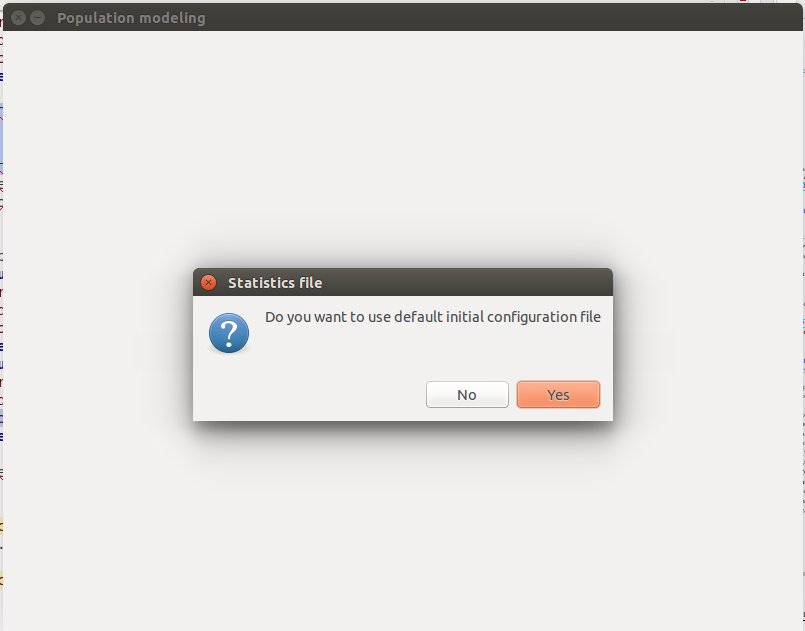 Population modeling
Statistics file
Do you want to use default initial configuration file
No
Yes